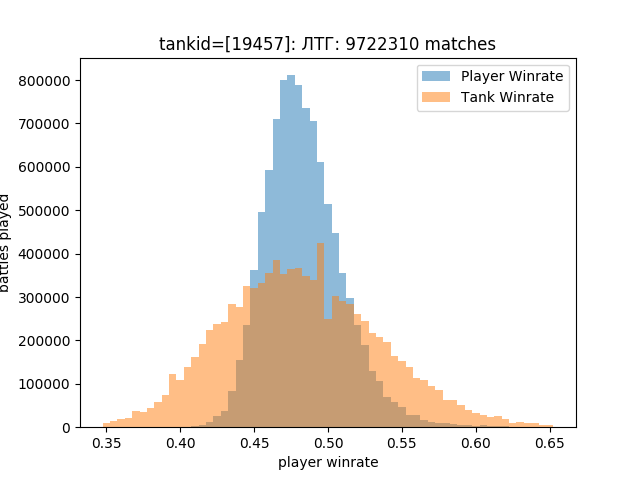 tankid=[19457]: ЛТГ: 9722310 matches
Player Winrate
Tank Winrate
800000
700000
600000
500000
400000
300000
200000
100000
0
battles played
0.35 0.40 0.45 0.50 0.55 0.60 0.65
player winrate